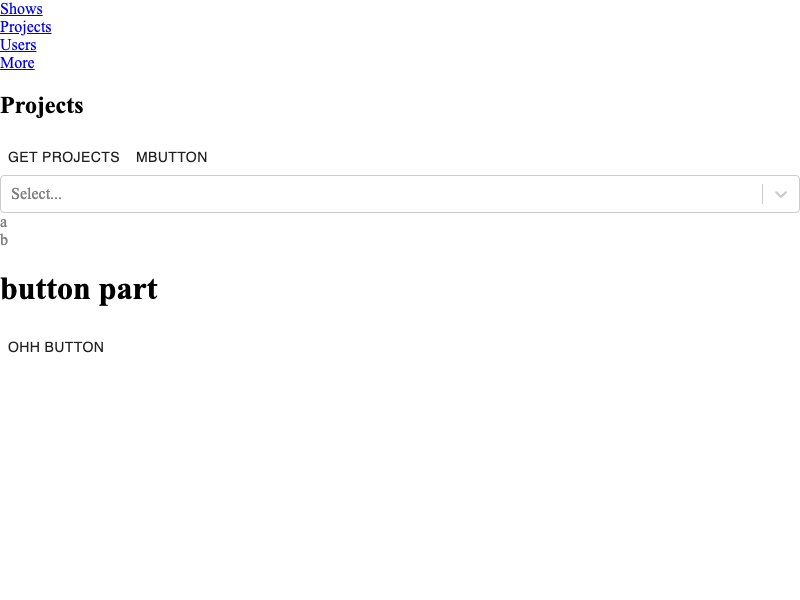 Shows
Projects
Users
More
Projects
GET PROJECTS MBUTTON
Select...
a
b
button part
OHH BUTTON